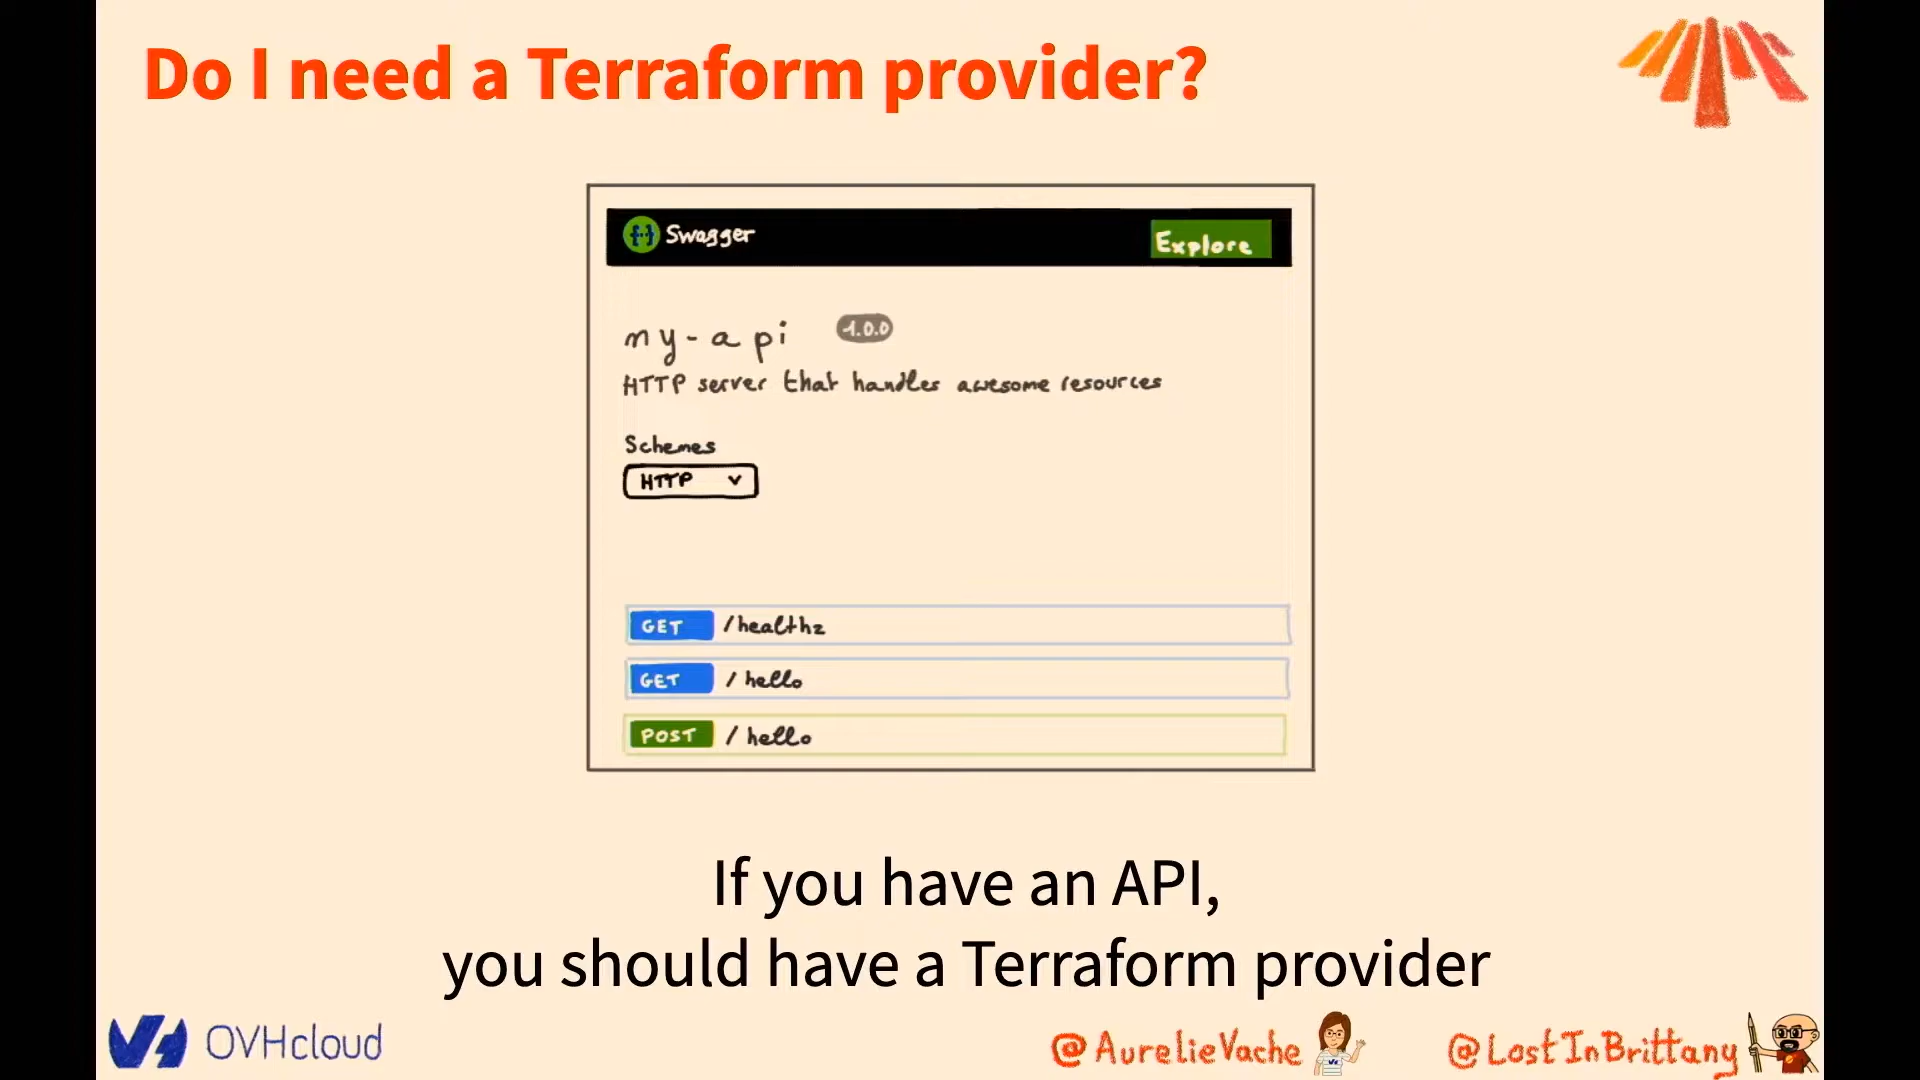 Do I need a Terraform provider?
{··} Swagger
Explore
my-api 1.0.0
HTTP server that handles awesome resources
Schemes
HTTP
GET /healthz
GET /hello
POST /hello
If you have an API,
you should have a Terraform provider
OVHcloud
@AurelieVache
@LostInBrittany